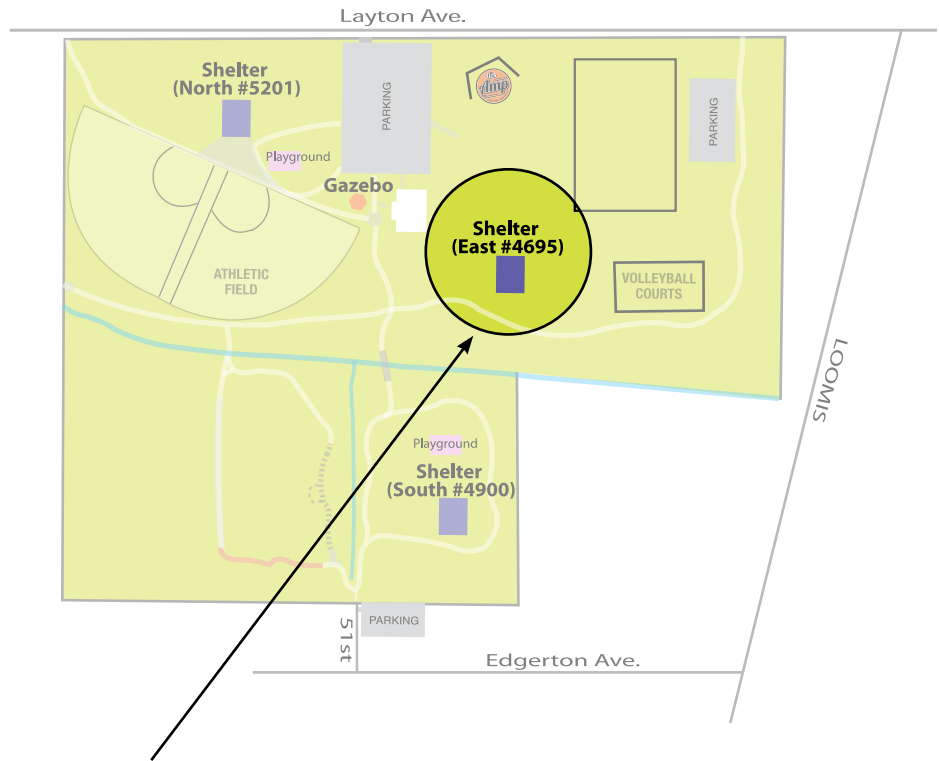 Layton Ave.
Shelter
(North #5201)
PARKING
the
Amp
PARKING
Playground
Gazebo
Shelter
(East #4695)
ATHLETIC
FIELD
VOLLEYBALL
COURTS
LOOMIS
Playground
Shelter
(South #4900)
PARKING
51st
Edgerton Ave.